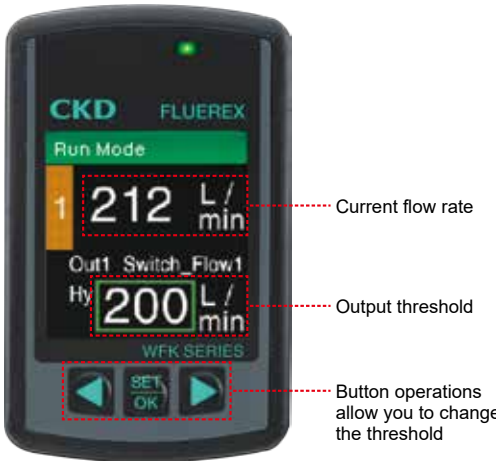 CKD FLUEREX
Run Mode
1 212 L/min
Current flow rate
Out1 Switch_Flow1
Hy 200 L/min
Output threshold
WFK SERIES
SET
OK
Button operations
allow you to change
the threshold